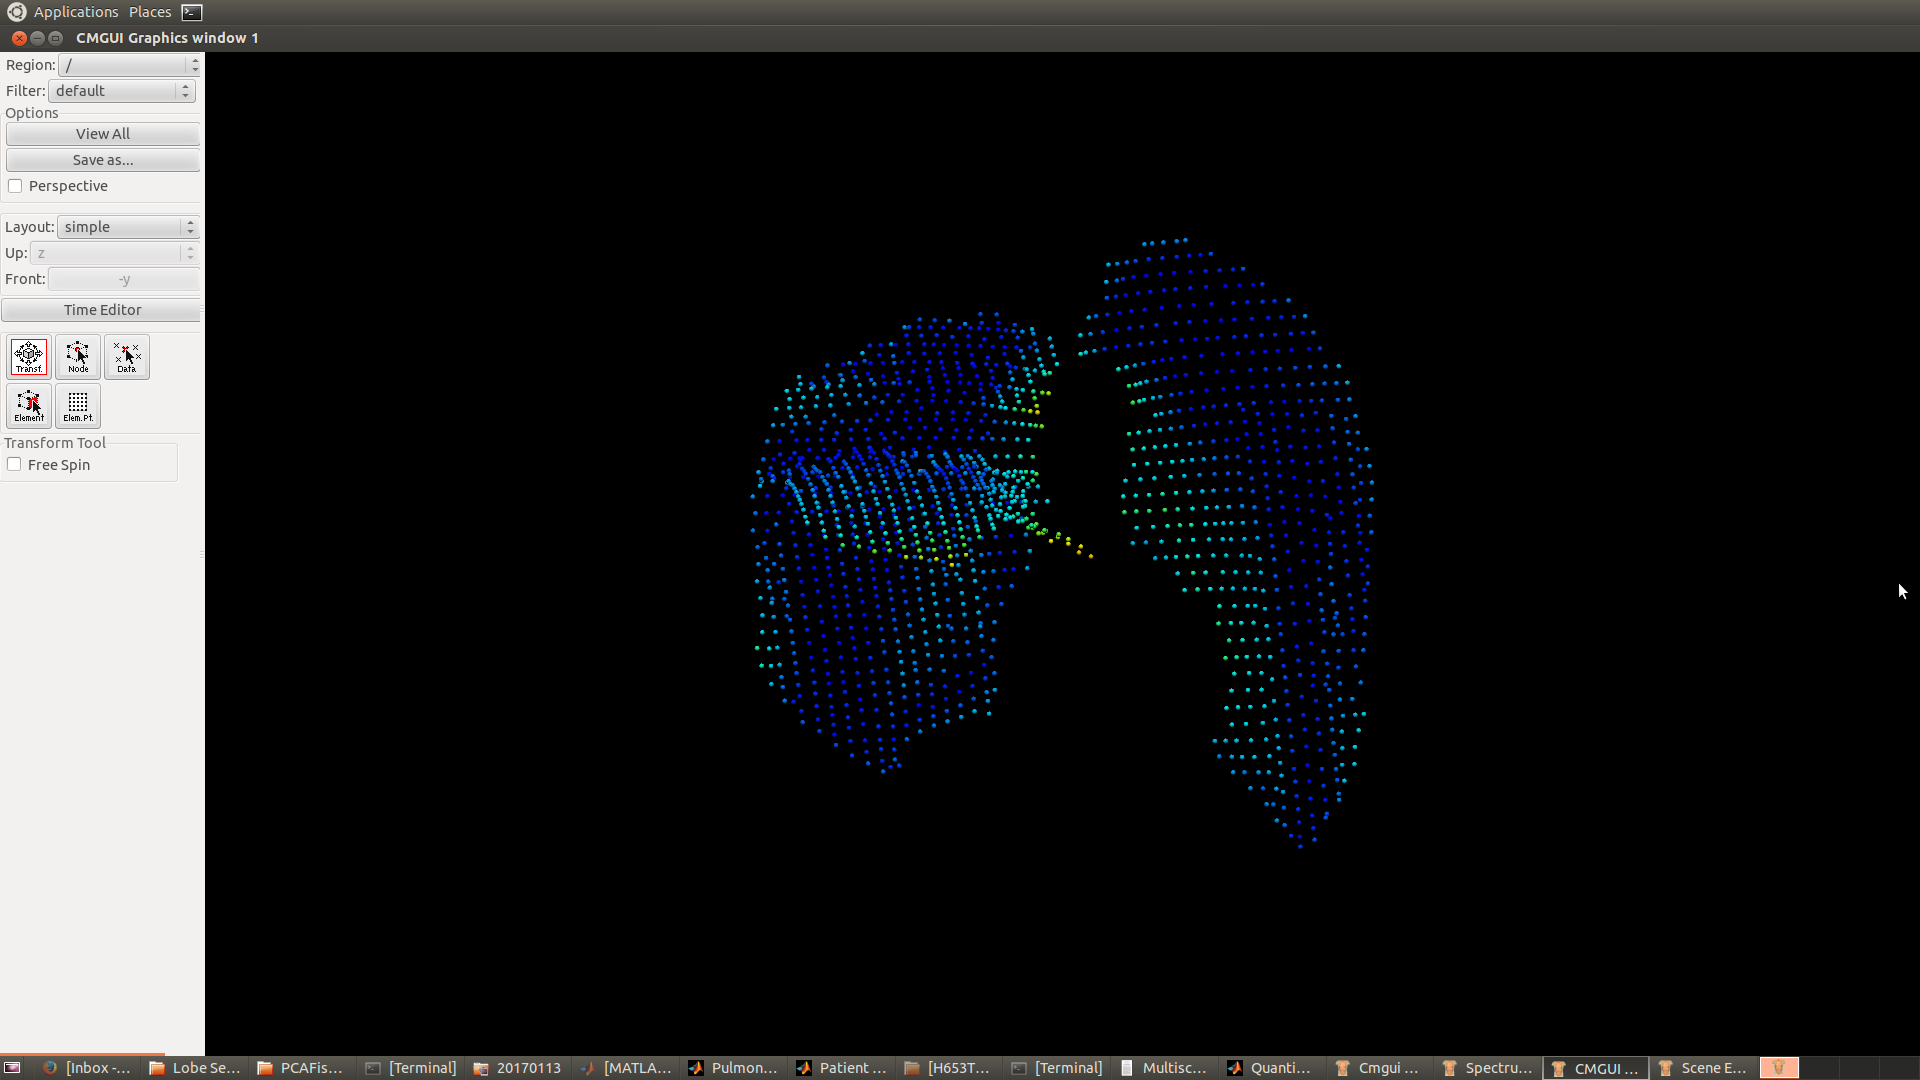 Applications Places
CMGUI Graphics window 1
Region: /
Filter: default
Options
View All
Save as...
Perspective
Layout: simple
Up: z
Front: -y
Time Editor
Transf. Node Data
Element Elem.Pt.
Transform Tool
Free Spin
[Inbox -... Lobe Se... PCAFis... [Terminal] 20170113 [MATLA... Pulmon... Patient ... [H653T... [Terminal] Multisc... Quanti... Cmgui ... Spectru... CMGUI ... Scene E...